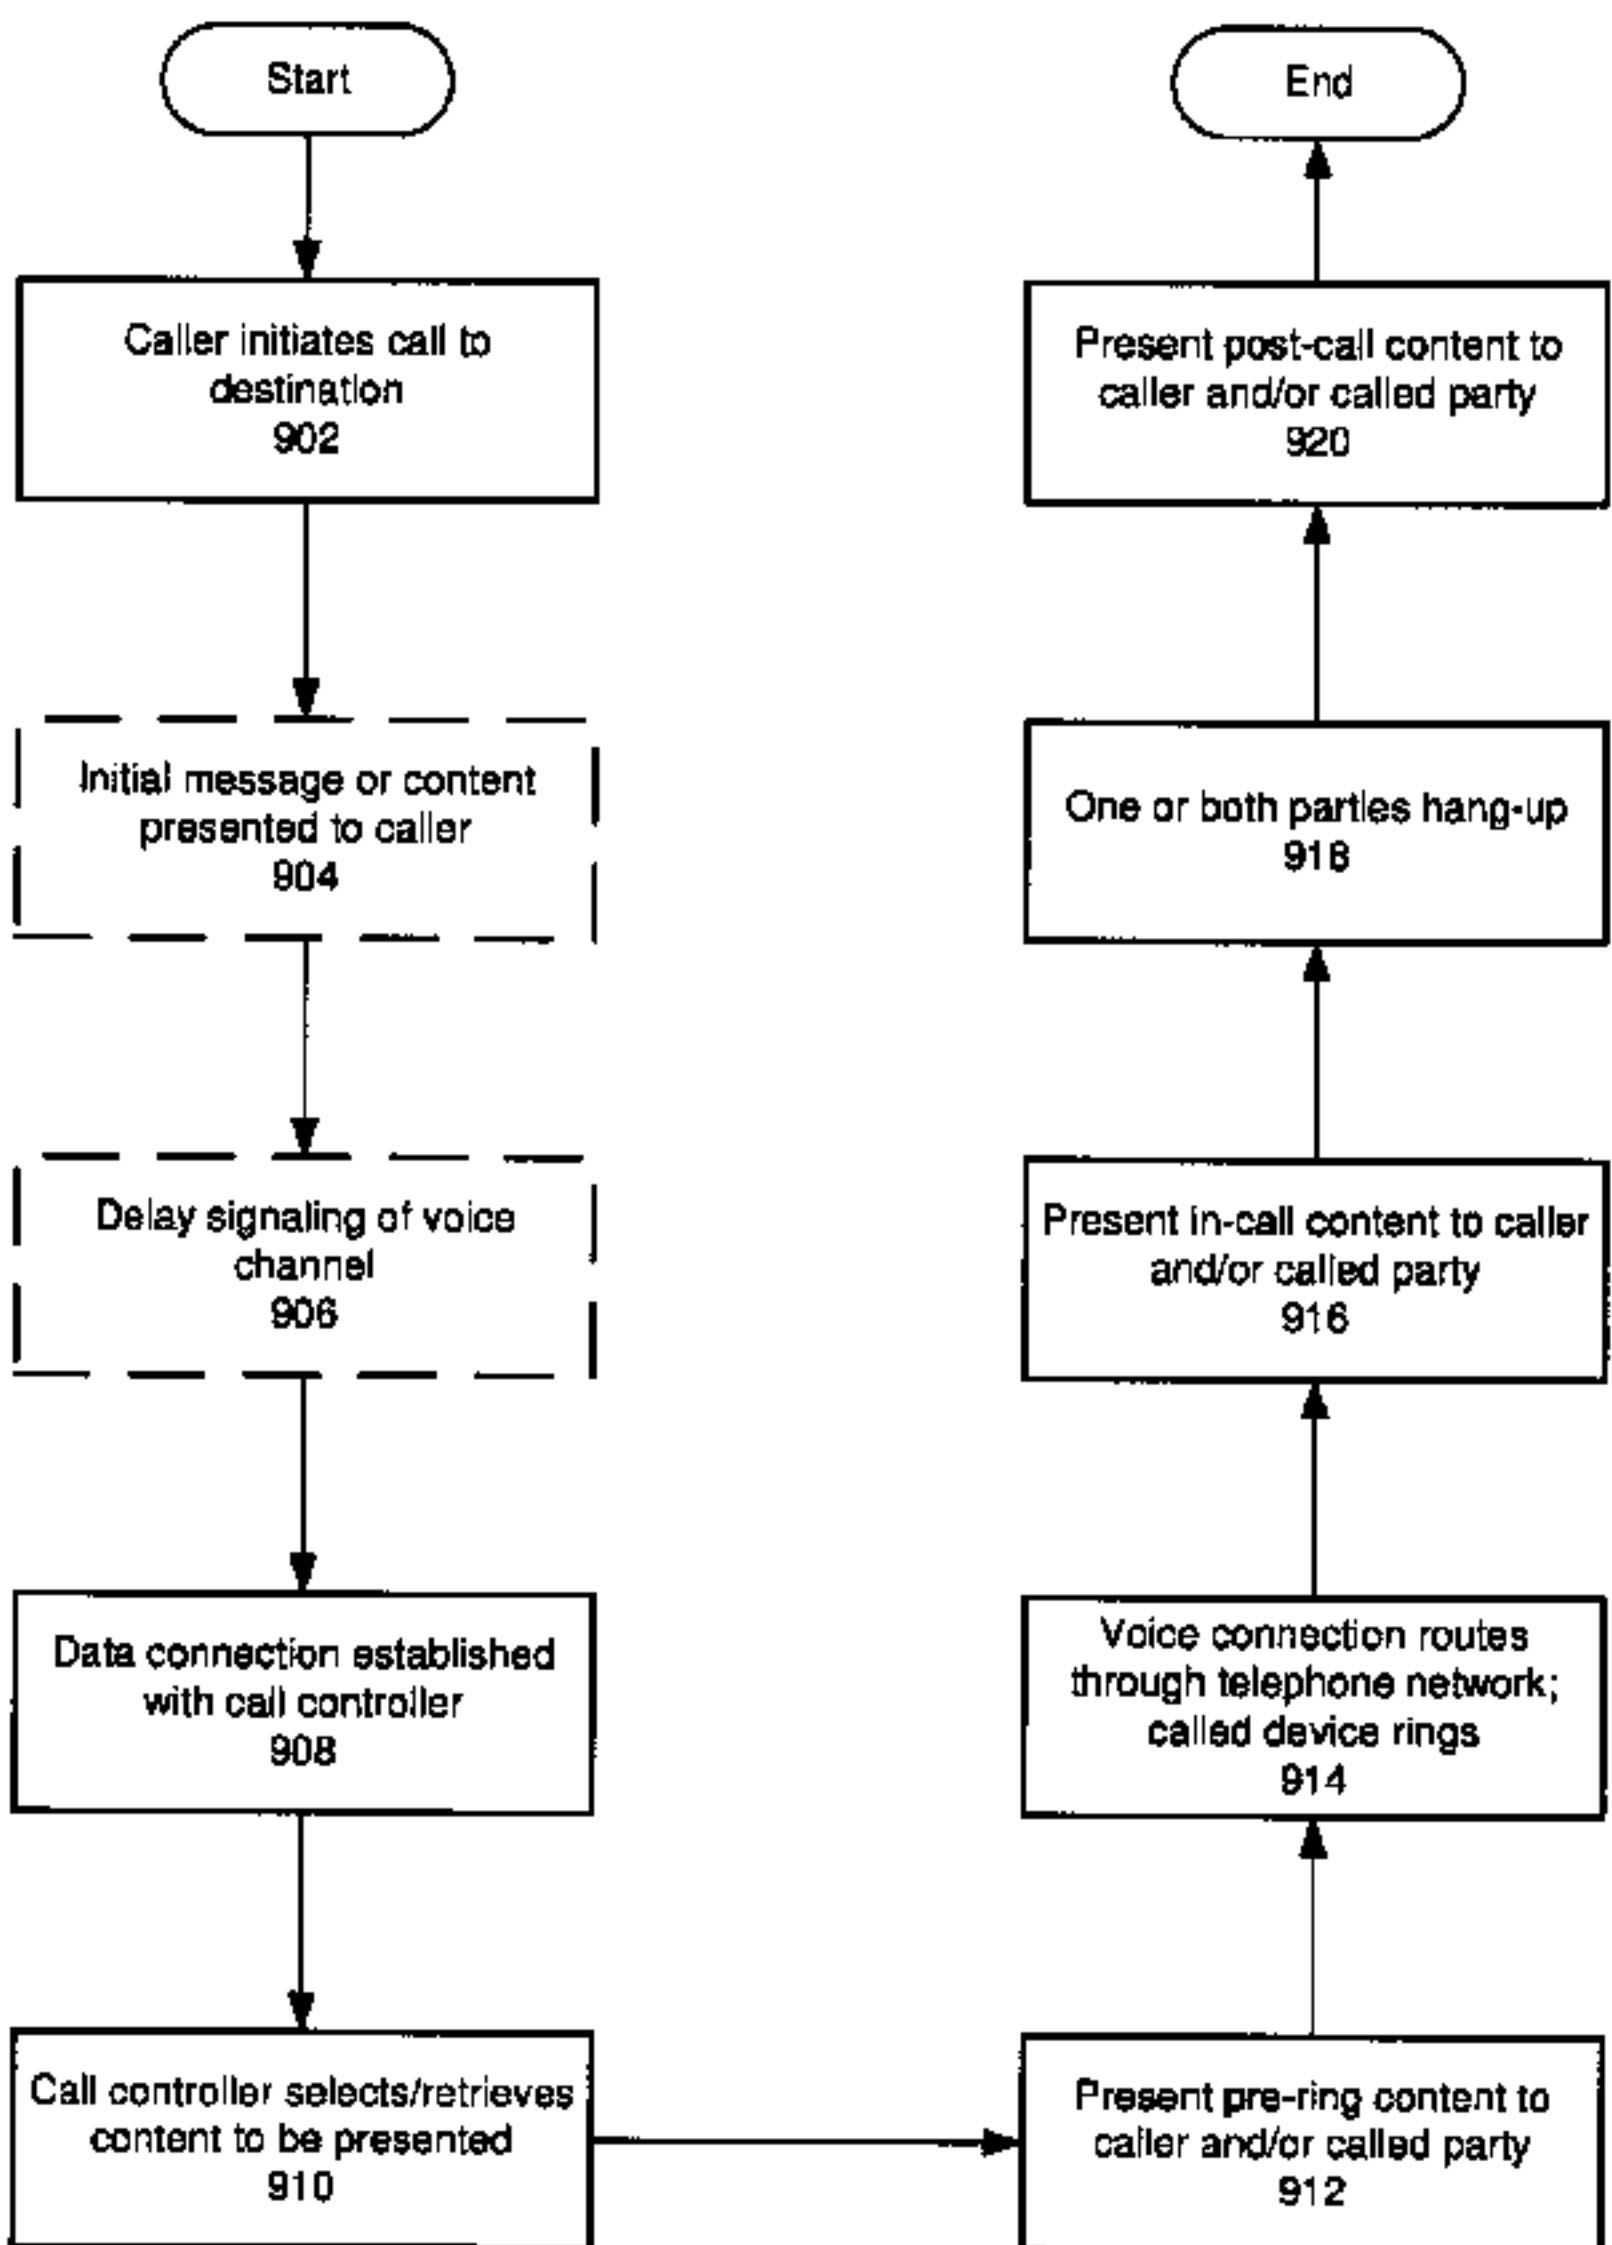 Start
Caller initiates call to
destination
902
Initial message or content
presented to caller
904
Delay signaling of voice
channel
906
Data connection established
with call controller
908
Call controller selects/retrieves
content to be presented
910
Present pre-ring content to
caller and/or called party
912
Voice connection routes
through telephone network;
called device rings
914
Present in-call content to caller
and/or called party
916
One or both parties hang-up
918
Present post-call content to
caller and/or called party
920
End